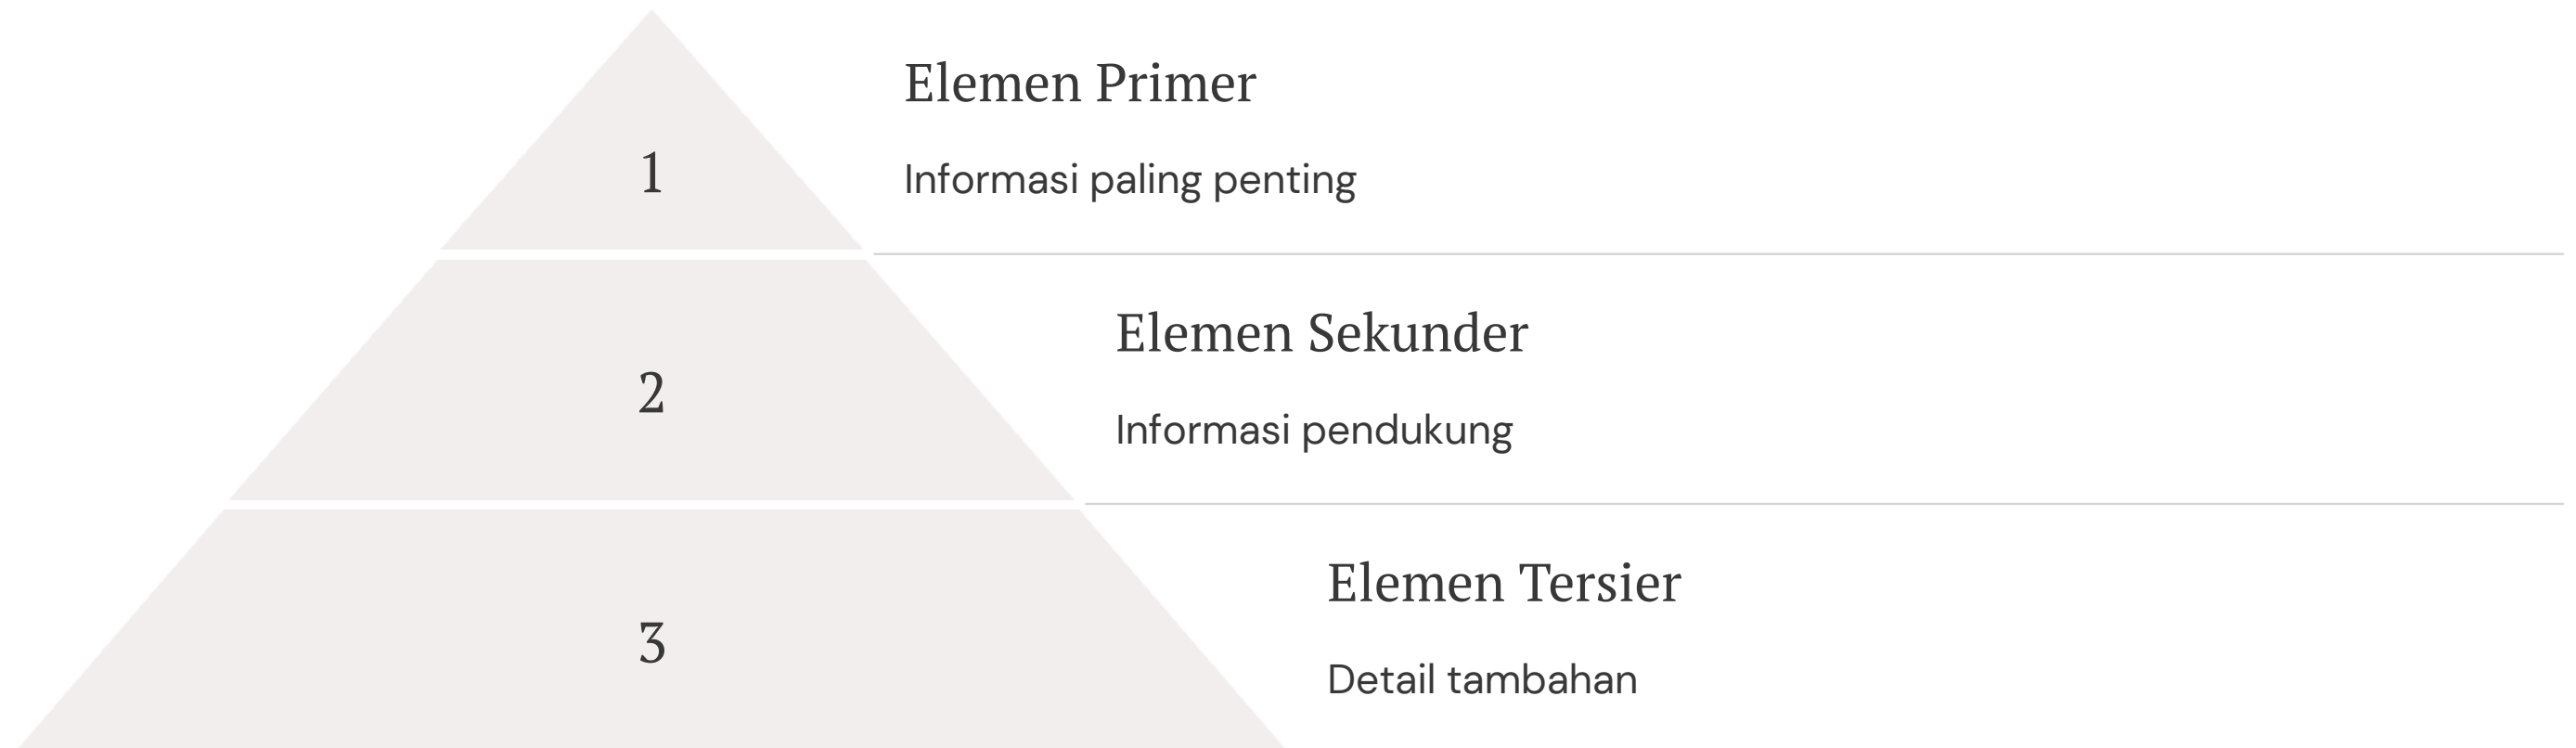 1
Elemen Primer
Informasi paling penting
2
Elemen Sekunder
Informasi pendukung
3
Elemen Tersier
Detail tambahan